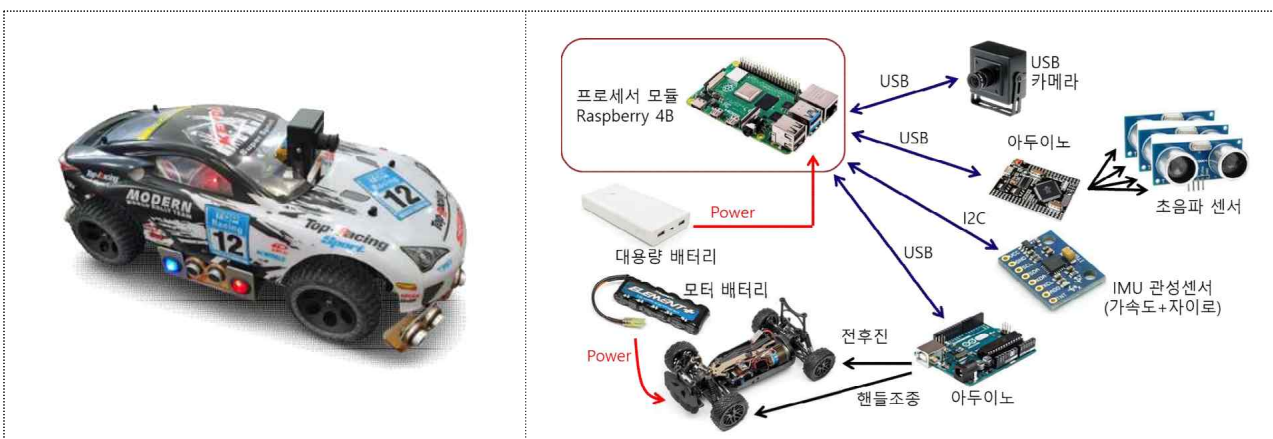 MODERN
12
Top-Racing
Sport
12
Top-Racing
프로세서 모듈
Raspberry 4B
USB
USB
카메라
USB
아두이노
초음파 센서
I2C
USB
IMU 관성센서
(가속도+자이로)
Power
대용량 배터리
모터 배터리
ELEMENT
Power
전후진
핸들조종
아두이노